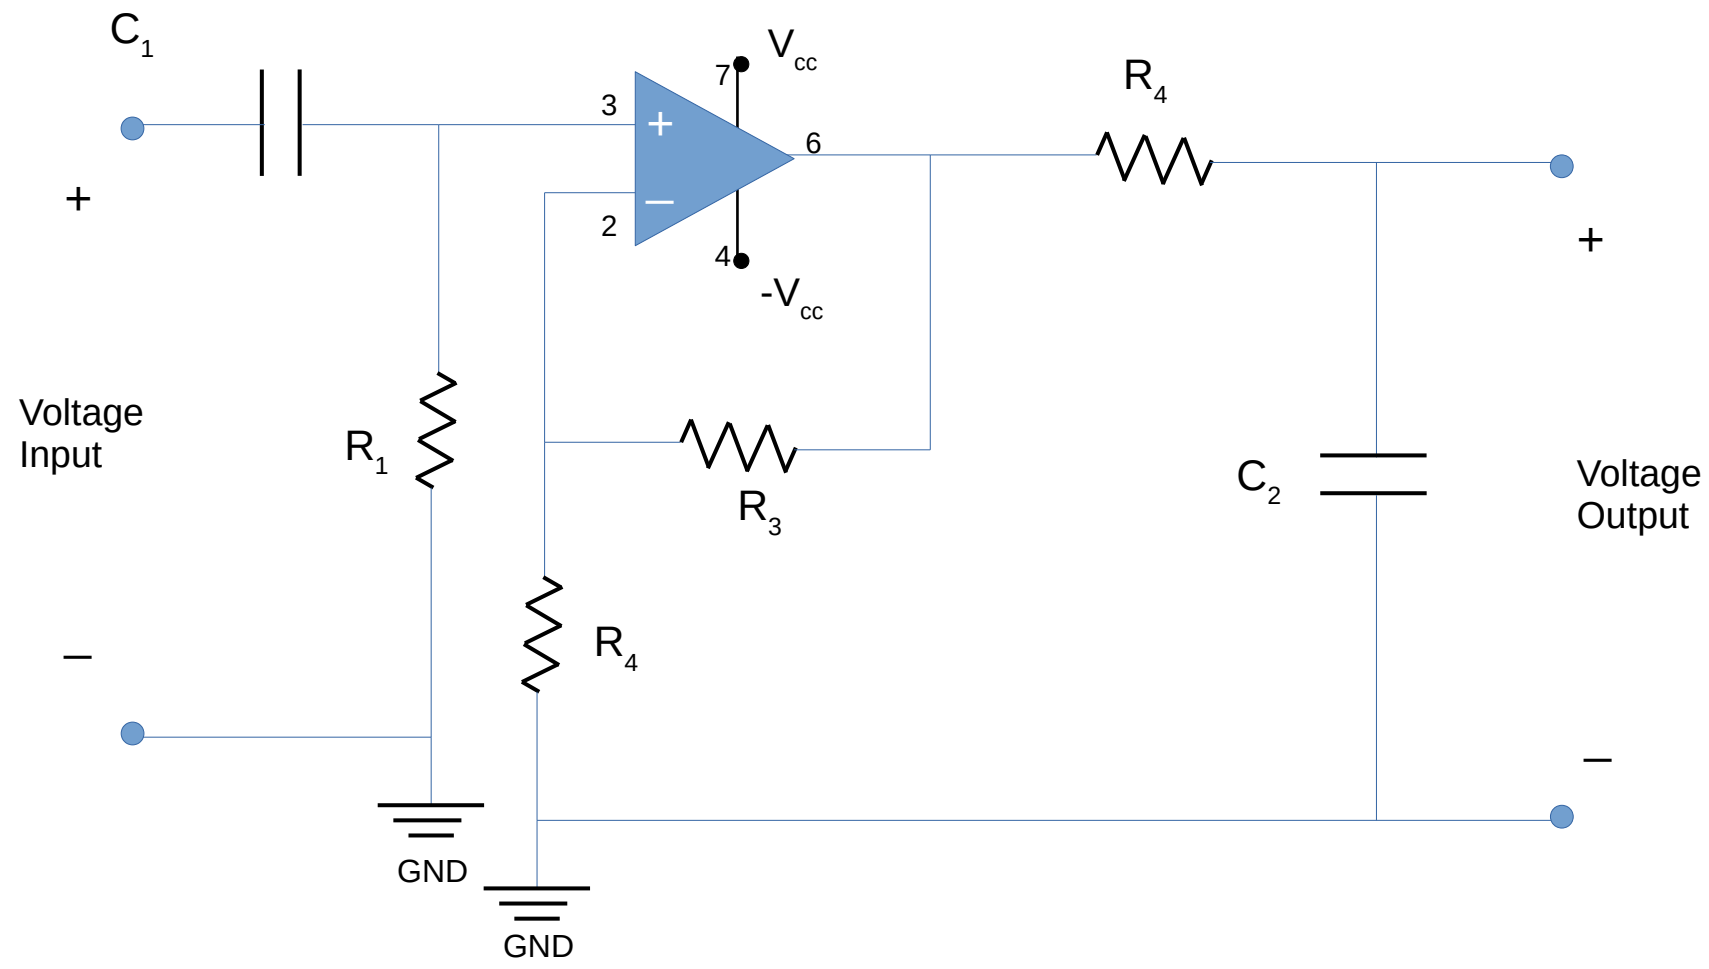 C1
Vcc
7
R4
3
+
6
+
–
2
4
-Vcc
+
Voltage
Input
R1
R3
C2
Voltage
Output
R4
–
–
GND
GND